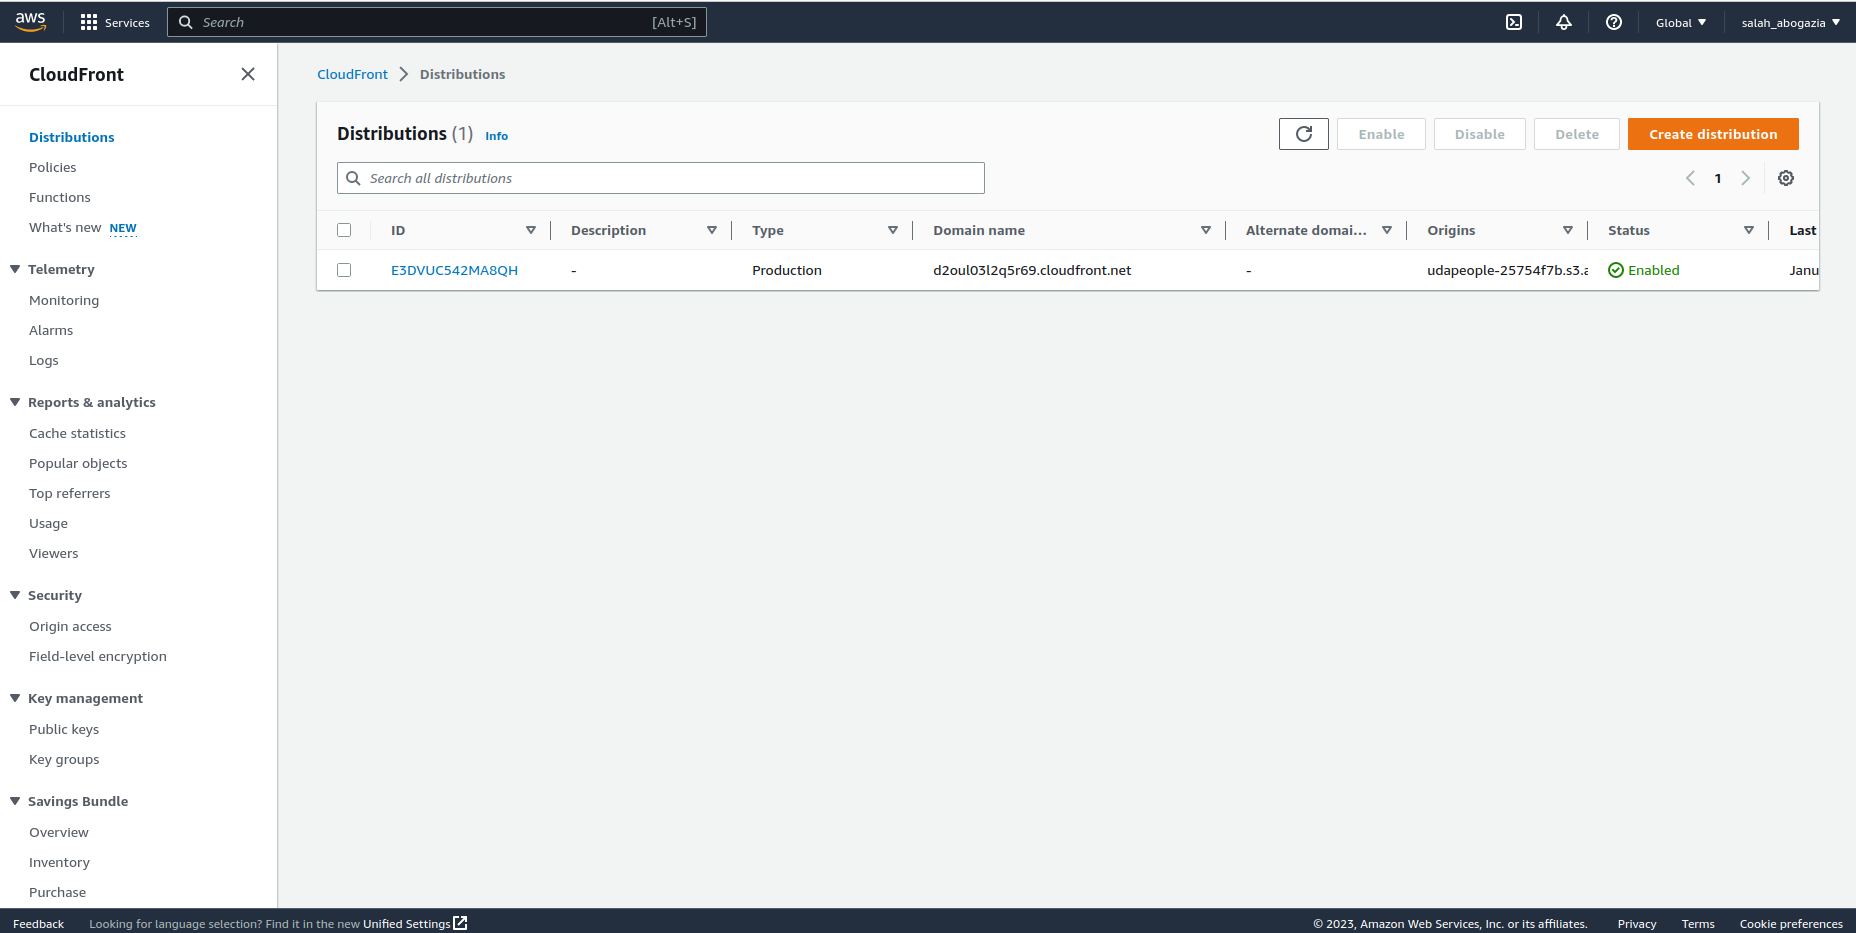 aws Services Search [Alt+S] Global salah_abogazia
CloudFront
Distributions
Policies
Functions
What's new NEW
Telemetry
Monitoring
Alarms
Logs
Reports & analytics
Cache statistics
Popular objects
Top referrers
Usage
Viewers
Security
Origin access
Field-level encryption
Key management
Public keys
Key groups
Savings Bundle
Overview
Inventory
Purchase
CloudFront Distributions
Distributions (1) Info Enable Disable Delete Create distribution
Search all distributions 1
ID Description Type Domain name Alternate domai... Origins Status Last
E3DVUC542MA8QH - Production d2oul03l2q5r69.cloudfront.net - udapeople-25754f7b.s3.a Enabled Janu
Feedback Looking for language selection? Find it in the new Unified Settings © 2023, Amazon Web Services, Inc. or its affiliates. Privacy Terms Cookie preferences